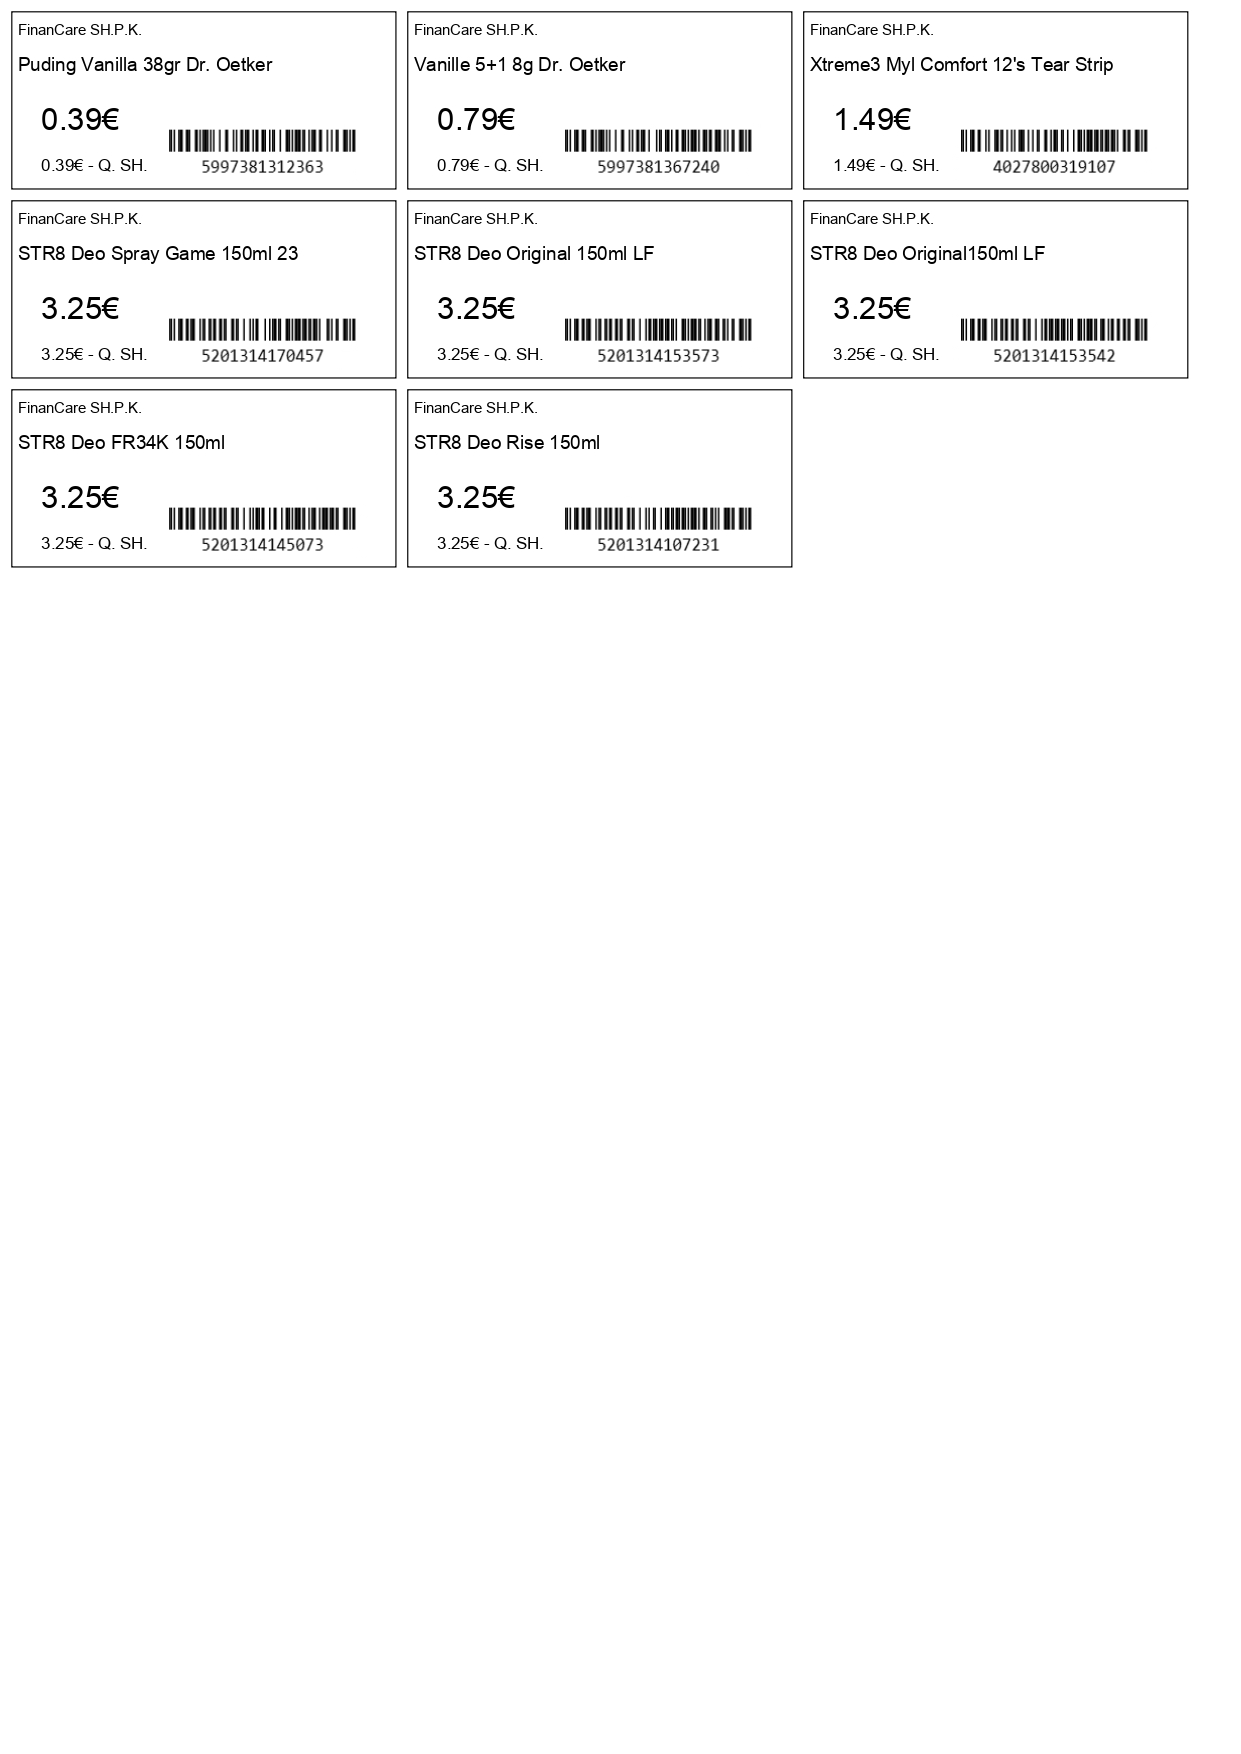 FinanCare SH.P.K.
Puding Vanilla 38gr Dr. Oetker
0.39€
0.39€ - Q. SH.
5997381312363
FinanCare SH.P.K.
Vanille 5+1 8g Dr. Oetker
0.79€
0.79€ - Q. SH.
5997381367240
FinanCare SH.P.K.
Xtreme3 Myl Comfort 12's Tear Strip
1.49€
1.49€ - Q. SH.
4027800319107
FinanCare SH.P.K.
STR8 Deo Spray Game 150ml 23
3.25€
3.25€ - Q. SH.
5201314170457
FinanCare SH.P.K.
STR8 Deo Original 150ml LF
3.25€
3.25€ - Q. SH.
5201314153573
FinanCare SH.P.K.
STR8 Deo Original150ml LF
3.25€
3.25€ - Q. SH.
5201314153542
FinanCare SH.P.K.
STR8 Deo FR34K 150ml
3.25€
3.25€ - Q. SH.
5201314145073
FinanCare SH.P.K.
STR8 Deo Rise 150ml
3.25€
3.25€ - Q. SH.
5201314107231